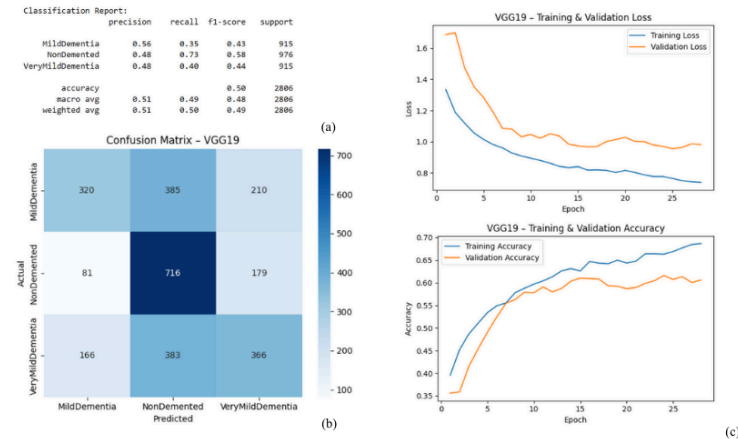 Classification Report:
precision recall f1-score support
MildDementia 0.56 0.35 0.43 915
NonDemented 0.48 0.73 0.58 976
VeryMildDementia 0.48 0.40 0.44 915
accuracy 0.50 2806
macro avg 0.51 0.49 0.48 2806
weighted avg 0.51 0.50 0.49 2806
(a)
Confusion Matrix – VGG19
Actual
MildDementia
NonDemented
VeryMildDementia
320 385 210
81 716 179
166 383 366
MildDementia NonDemented VeryMildDementia
Predicted
700
600
500
400
300
200
100
(b)
VGG19 – Training & Validation Loss
Training Loss
Validation Loss
Loss
1.6
1.4
1.2
1.0
0.8
0 5 10 15 20 25
Epoch
VGG19 – Training & Validation Accuracy
Training Accuracy
Validation Accuracy
Accuracy
0.70
0.65
0.60
0.55
0.50
0.45
0.40
0.35
0 5 10 15 20 25
Epoch
(c)